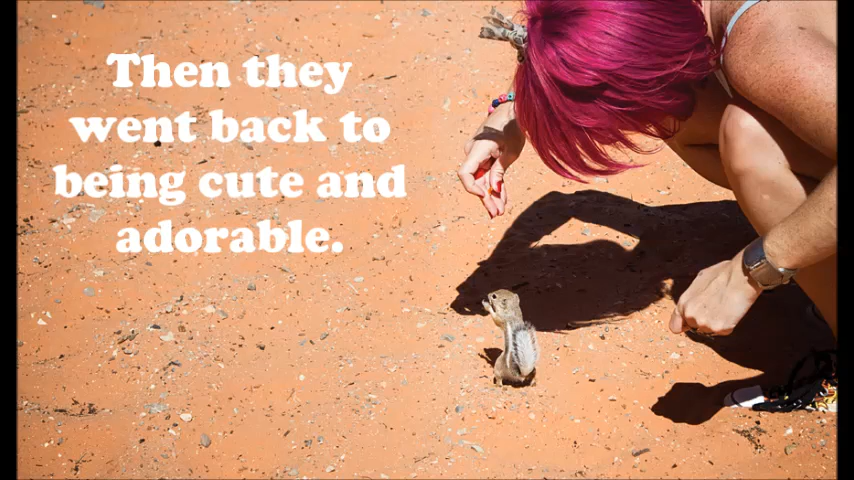 Then they
went back to
being cute and
adorable.